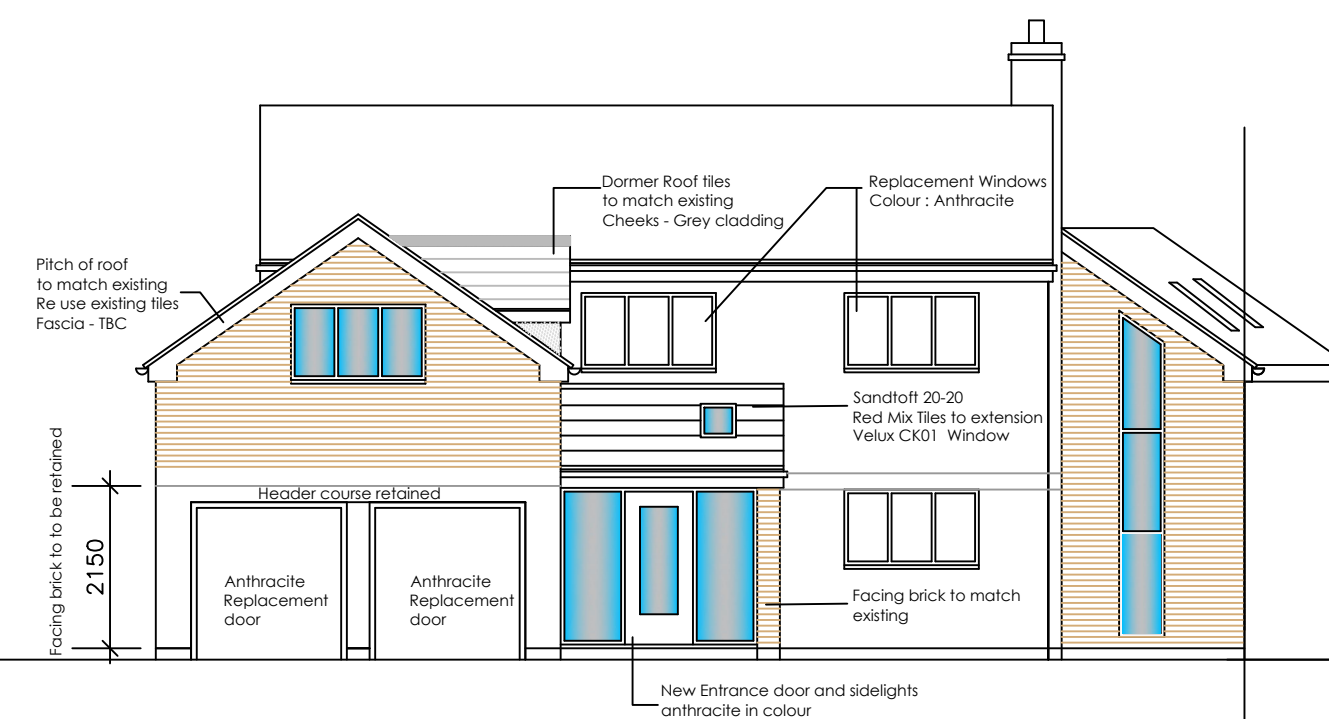 Dormer Roof tiles
to match existing
Cheeks - Grey cladding
Replacement Windows
Colour : Anthracite
Pitch of roof
to match existing
Re use existing tiles
Fascia - TBC
Sandtoft 20-20
Red Mix Tiles to extension
Velux CK01 Window
Facing brick to to be retained
2150
Header course retained
Anthracite
Replacement
door
Anthracite
Replacement
door
Facing brick to match
existing
New Entrance door and sidelights
anthracite in colour